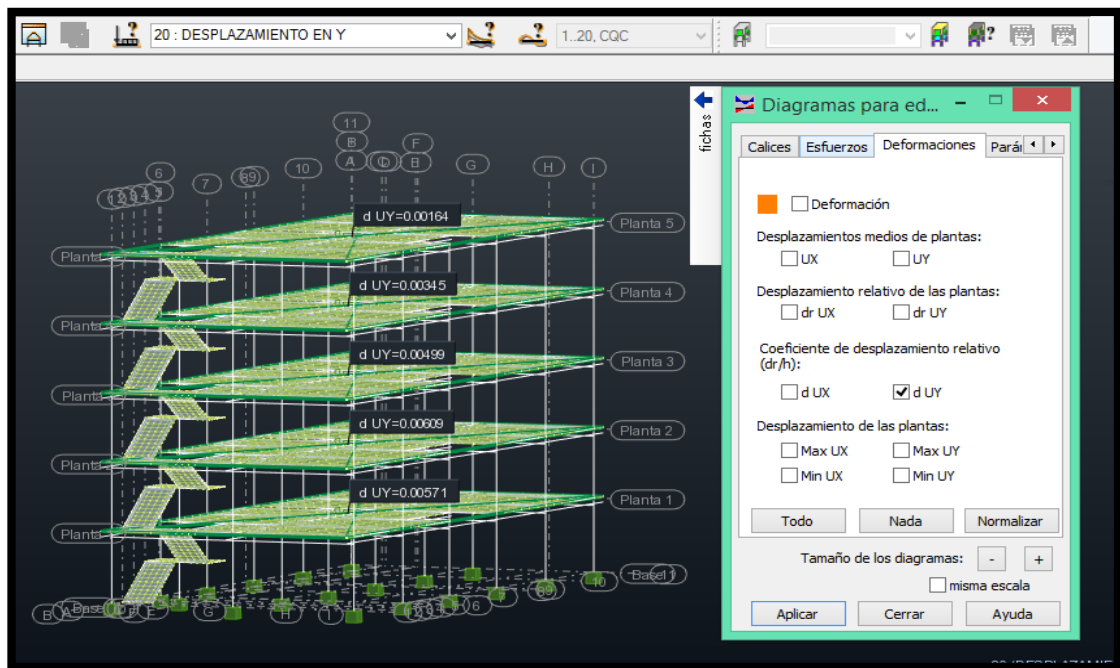 20 : DESPLAZAMIENTO EN Y
1..20, CQC
fichas
Diagramas para ed...
Calices
Esfuerzos
Deformaciones
Deformación
Desplazamientos medios de plantas:
UX
UY
Desplazamiento relativo de las plantas:
dr UX
dr UY
Coeficiente de desplazamiento relativo
(dr/h):
d UX
d UY
Desplazamiento de las plantas:
Max UX
Max UY
Min UX
Min UY
Todo
Nada
Normalizar
Tamaño de los diagramas:
-
+
misma escala
Aplicar
Cerrar
Ayuda
11
B
F
A
B
G
H
I
6
7
10
d UY=0.00164
Planta 5
d UY=0.00345
Planta 4
d UY=0.00499
Planta 3
d UY=0.00609
Planta 2
d UY=0.00571
Planta 1
Planta
Planta
Planta
Planta
Planta
Base
10
Base
B
A
E
G
H
I
6